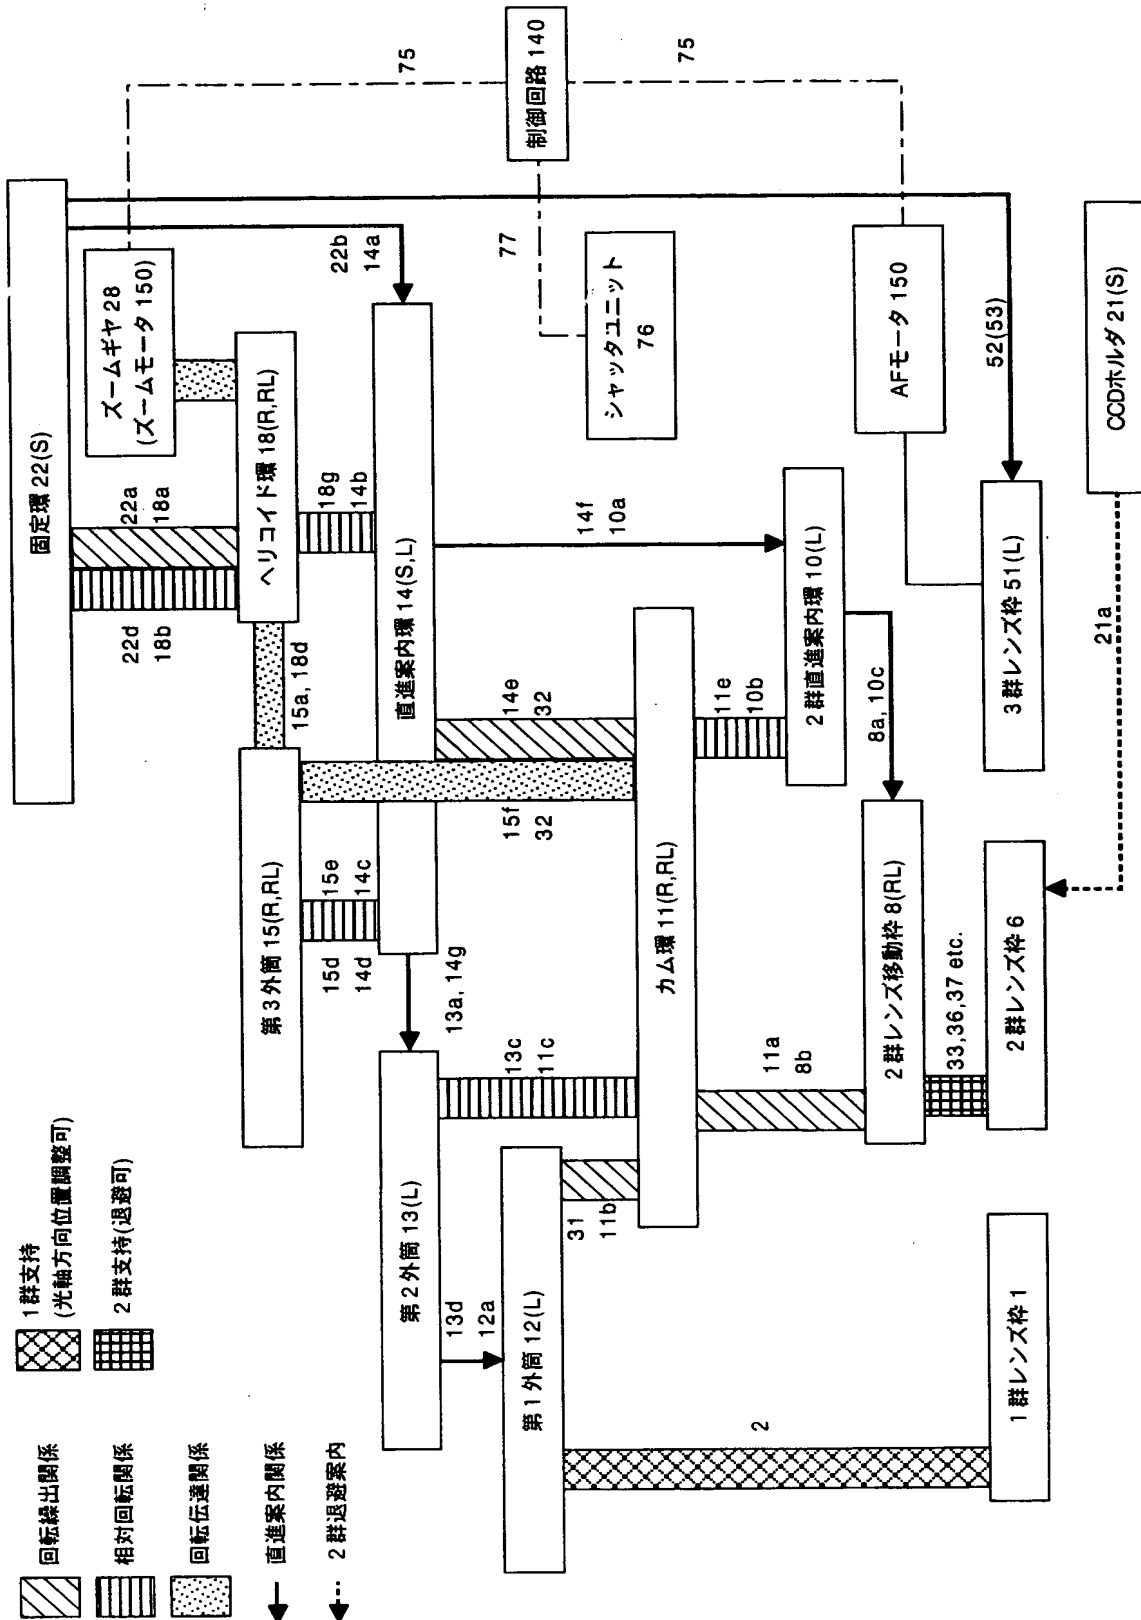 回転繰出関係
相対回転関係
回転伝達関係
直進案内関係
2群退避案内
1群支持
(光軸方向位置調整可)
2群支持(退避可)
固定環 22(S)
75
制御回路 140
75
77
ズームギヤ 28
(ズームモータ 150)
22a
18a
22d
18b
22b
14a
ヘリコイド環 18(R,RL)
15a, 18d
18g
14b
第3外筒 15(R,RL)
15e
14c
15d
14d
直進案内環 14(S,L)
13a, 14g
14e
32
15f
32
14f
10a
シャッタユニット
76
第2外筒 13(L)
13d
12a
13c
11c
第1外筒 12(L)
31
11b
カム環 11(R,RL)
11e
10b
11a
8b
2群直進案内環 10(L)
8a, 10c
AFモータ 150
52(53)
2群レンズ移動枠 8(RL)
33,36,37 etc.
2
1群レンズ枠 1
2群レンズ枠 6
3群レンズ枠 51(L)
21a
CCDホルダ 21(S)